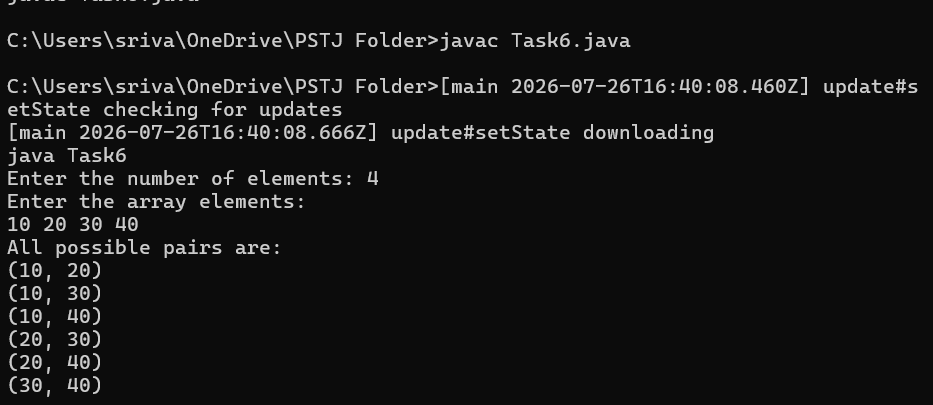 C:\Users\sriva\OneDrive\PSTJ Folder>javac Task6.java
C:\Users\sriva\OneDrive\PSTJ Folder>[main 2026-07-26T16:40:08.460Z] update#s
etState checking for updates
[main 2026-07-26T16:40:08.666Z] update#setState downloading
java Task6
Enter the number of elements: 4
Enter the array elements:
10 20 30 40
All possible pairs are:
(10, 20)
(10, 30)
(10, 40)
(20, 30)
(20, 40)
(30, 40)